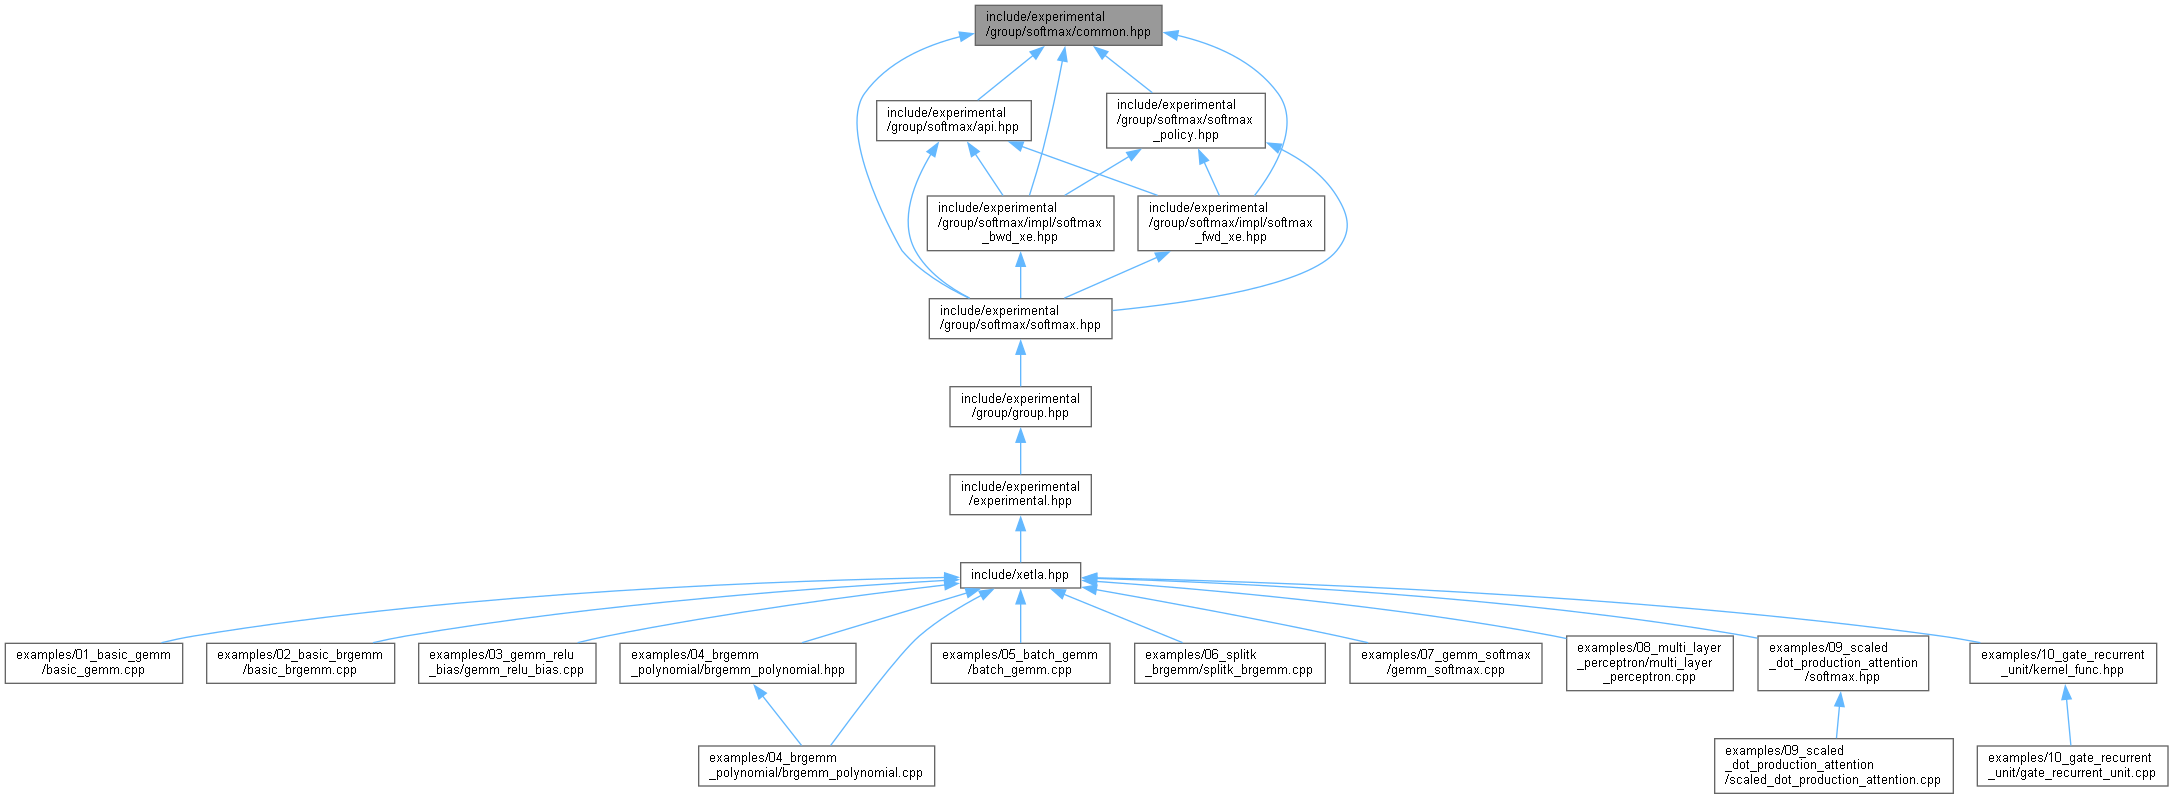 include/experimental
/group/softmax/common.hpp
include/experimental
/group/softmax/api.hpp
include/experimental
/group/softmax/softmax
_policy.hpp
include/experimental
/group/softmax/impl/softmax
_bwd_xe.hpp
include/experimental
/group/softmax/impl/softmax
_fwd_xe.hpp
include/experimental
/group/softmax/softmax.hpp
include/experimental
/group/group.hpp
include/experimental
/experimental.hpp
include/xetla.hpp
examples/01_basic_gemm
/basic_gemm.cpp
examples/02_basic_brgemm
/basic_brgemm.cpp
examples/03_gemm_relu
_bias/gemm_relu_bias.cpp
examples/04_brgemm
_polynomial/brgemm_polynomial.hpp
examples/05_batch_gemm
/batch_gemm.cpp
examples/06_splitk
_brgemm/splitk_brgemm.cpp
examples/07_gemm_softmax
/gemm_softmax.cpp
examples/08_multi_layer
_perceptron/multi_layer
_perceptron.cpp
examples/09_scaled
_dot_production_attention
/softmax.hpp
examples/10_gate_recurrent
_unit/kernel_func.hpp
examples/04_brgemm
_polynomial/brgemm_polynomial.cpp
examples/09_scaled
_dot_production_attention
/scaled_dot_production_attention.cpp
examples/10_gate_recurrent
_unit/gate_recurrent_unit.cpp